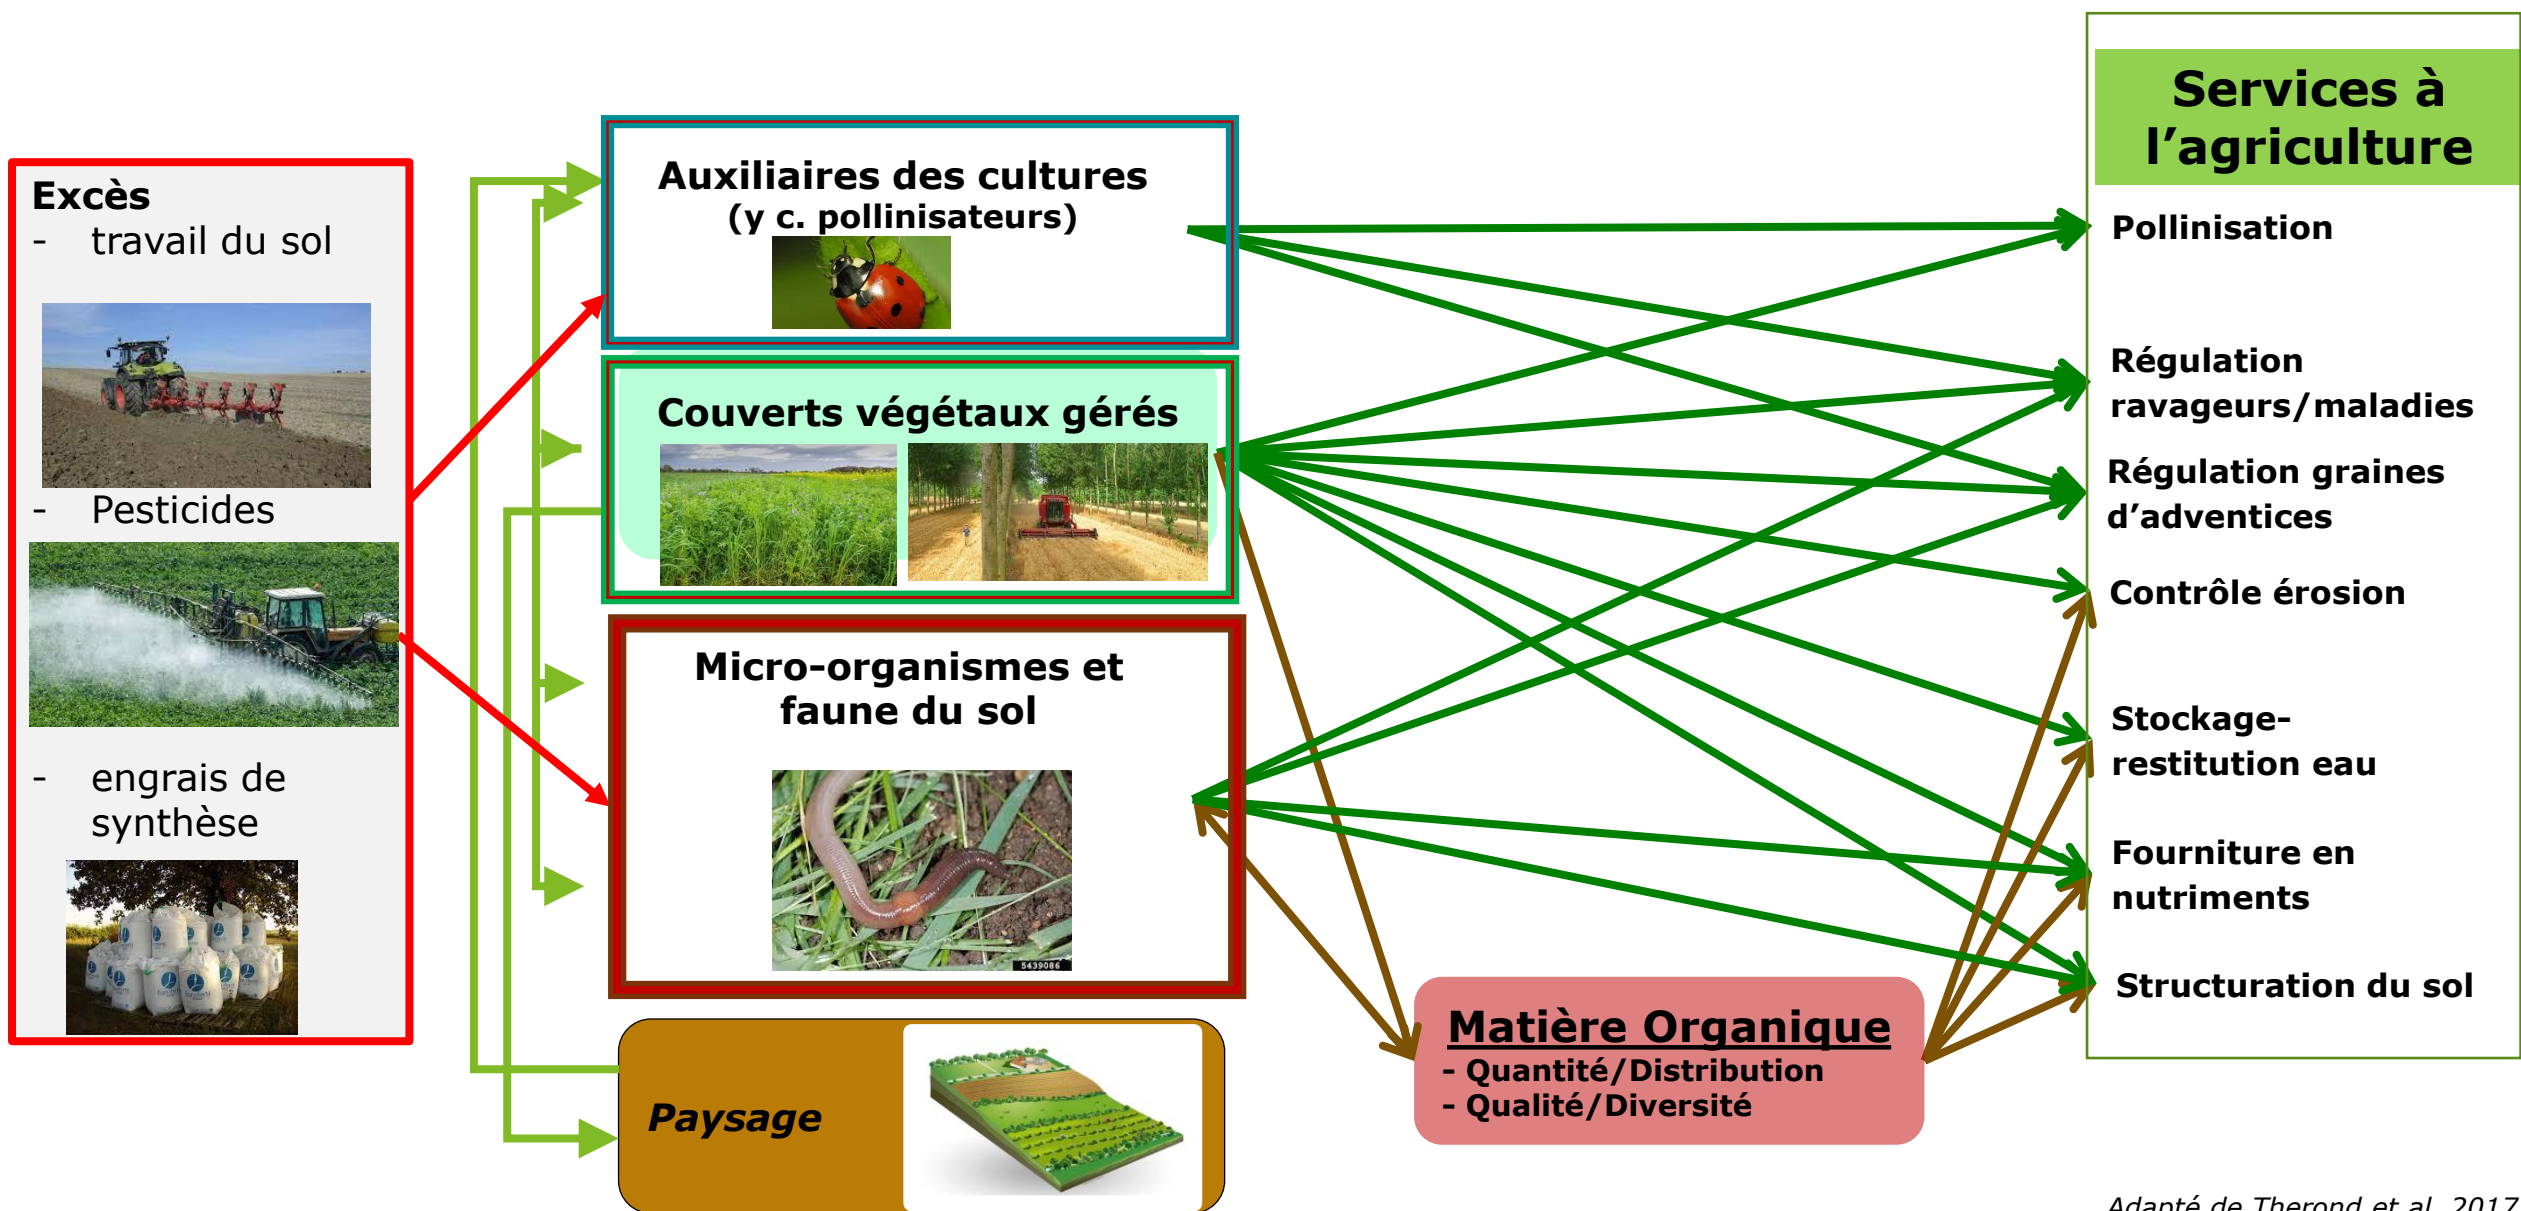 Excès
- travail du sol
- Pesticides
- engrais de
synthèse
Auxiliaires des cultures
(y c. pollinisateurs)
Couverts végétaux gérés
Micro-organismes et
faune du sol
5439086
Paysage
Matière Organique
- Quantité/Distribution
- Qualité/Diversité
Services à
l’agriculture
Pollinisation
Régulation
ravageurs/maladies
Régulation graines
d’adventices
Contrôle érosion
Stockage-
restitution eau
Fourniture en
nutriments
Structuration du sol
Adapté de Therond et al. 2017